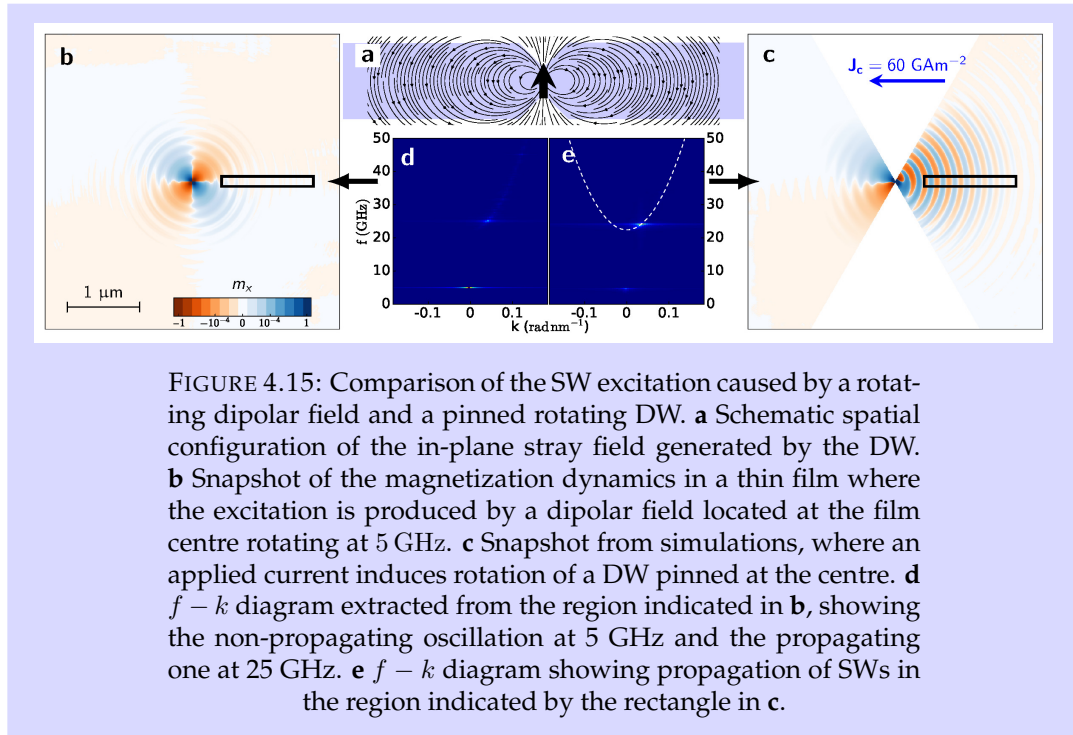 b
a
c
J_c = 60 GAm⁻²
d
e
50
40
30
20
10
0
f (GHz)
50
40
30
20
10
0
-0.1
0
0.1
-0.1
0
0.1
k (rad nm⁻¹)
1 µm
m_x
-1
-10⁻⁴
0
10⁻⁴
1
FIGURE 4.15: Comparison of the SW excitation caused by a rotat-
ing dipolar field and a pinned rotating DW. a Schematic spatial
configuration of the in-plane stray field generated by the DW.
b Snapshot of the magnetization dynamics in a thin film where
the excitation is produced by a dipolar field located at the film
centre rotating at 5 GHz. c Snapshot from simulations, where an
applied current induces rotation of a DW pinned at the centre. d
f − k diagram extracted from the region indicated in b, showing
the non-propagating oscillation at 5 GHz and the propagating
one at 25 GHz. e f − k diagram showing propagation of SWs in
the region indicated by the rectangle in c.